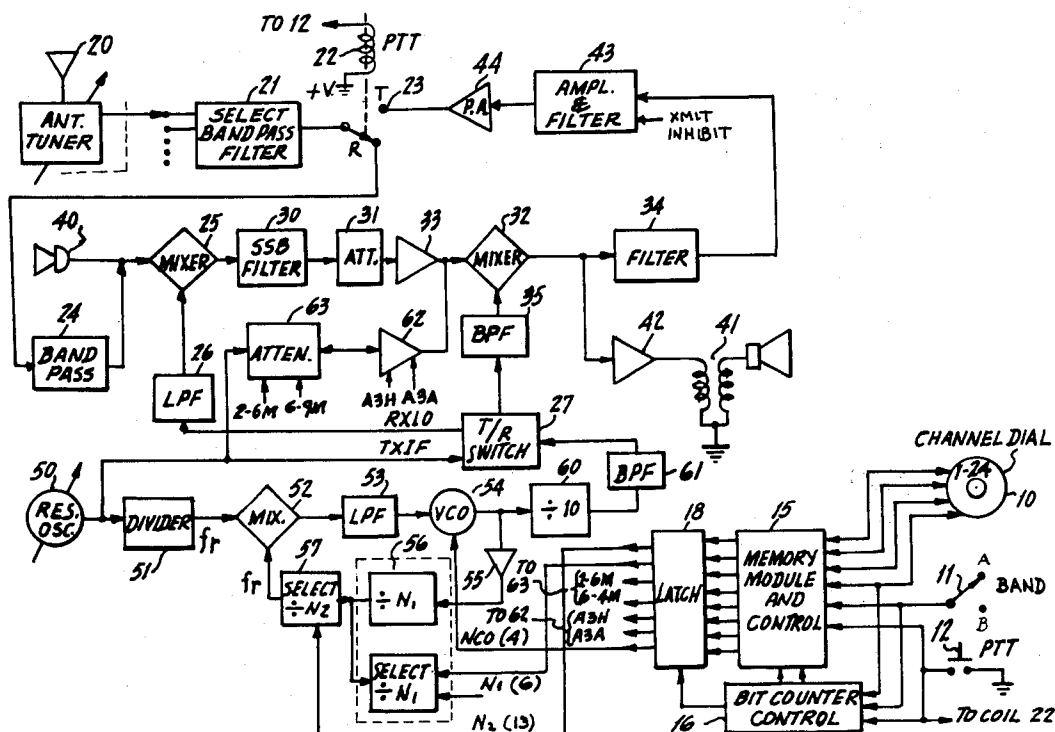 TO 12
20
22
PTT
+V
T
23
44
P.A
43
AMPL.
&
FILTER
XMIT
INHIBIT
ANT.
TUNER
21
SELECT
BAND PASS
FILTER
R
40
25
MIXER
30
SSB
FILTER
31
ATT.
33
32
MIXER
34
FILTER
24
BAND
PASS
26
LPF
63
ATTEN.
2-6M
6-9M
62
A3H
A3A
35
BPF
42
41
RXLO
TXIF
T/R
SWITCH
27
BPF
61
CHANNEL DIAL
1-24
10
50
RES.
OSC.
DIVIDER
51
fr
52
MIX.
53
LPF
54
VCO
60
÷ 10
55
18
LATCH
15
MEMORY
MODULE
AND
CONTROL
11
A
BAND
B
12
PTT
57
SELECT
÷N2
fr
56
÷ N1
SELECT
÷ N1
TO
63
2-6M
6-4M
TO 62
A3H
A3A
NCO (4)
N1 (6)
N2 (13)
16
BIT COUNTER
CONTROL
TO COIL 22